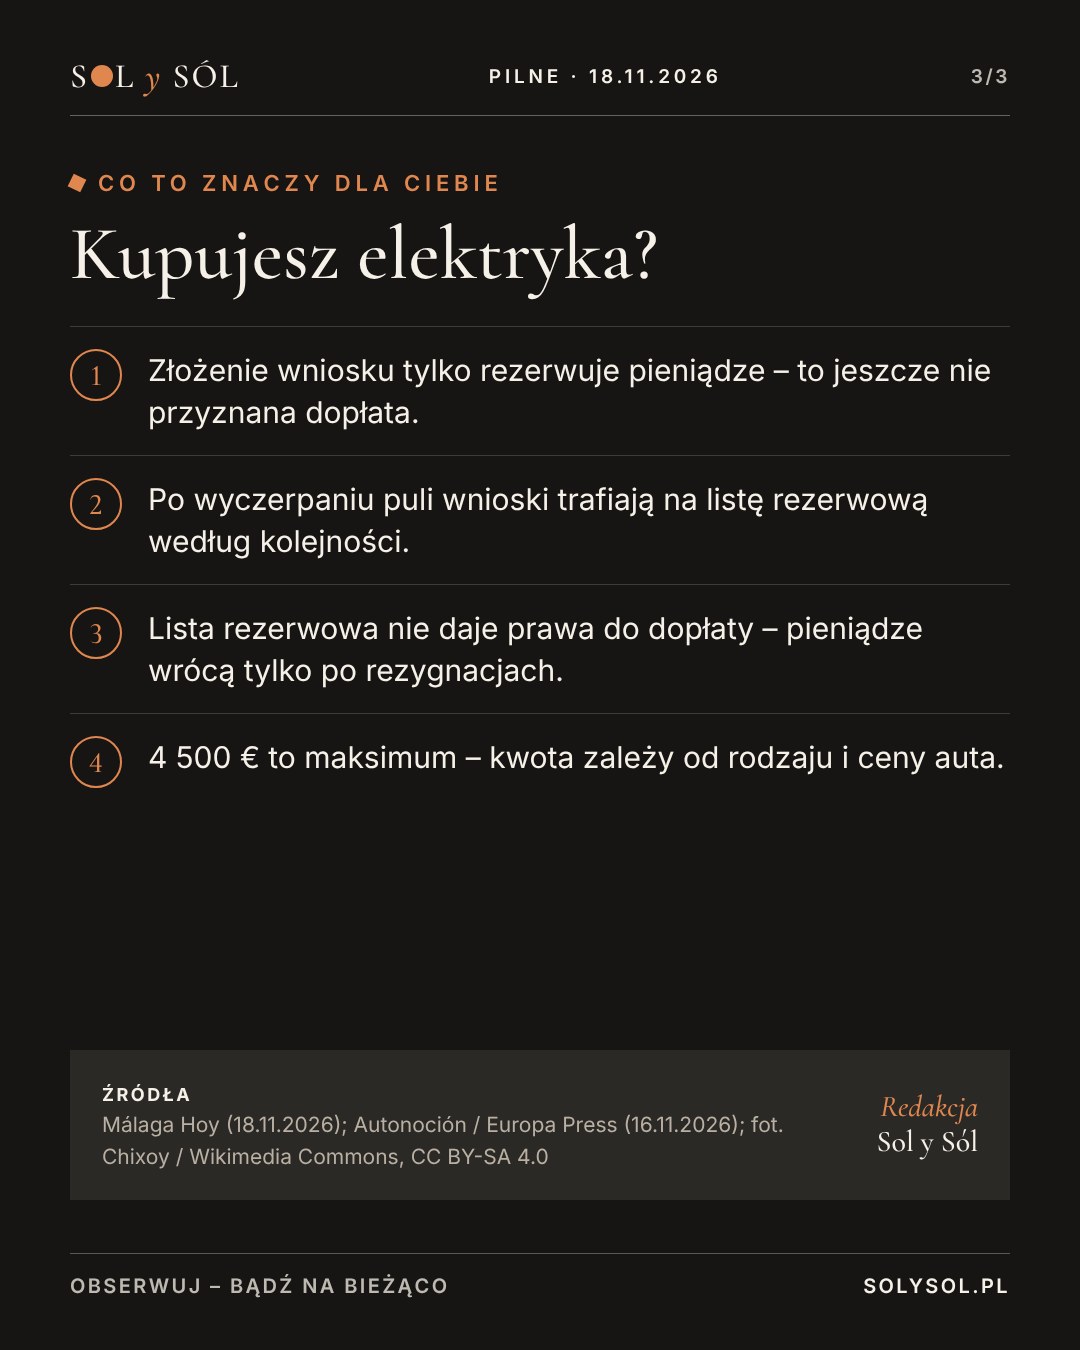 SOL y SÓL
PILNE · 18.11.2026
3/3
CO TO ZNACZY DLA CIEBIE
Kupujesz elektryka?
1
Złożenie wniosku tylko rezerwuje pieniądze – to jeszcze nie
przyznana dopłata.
2
Po wyczerpaniu puli wnioski trafiają na listę rezerwową
według kolejności.
3
Lista rezerwowa nie daje prawa do dopłaty – pieniądze
wrócą tylko po rezygnacjach.
4
4 500 € to maksimum – kwota zależy od rodzaju i ceny auta.
ŹRÓDŁA
Málaga Hoy (18.11.2026); Autonoción / Europa Press (16.11.2026); fot.
Chixoy / Wikimedia Commons, CC BY-SA 4.0
Redakcja
Sol y Sól
OBSERWUJ – BĄDŹ NA BIEŻĄCO
SOLYSOL.PL